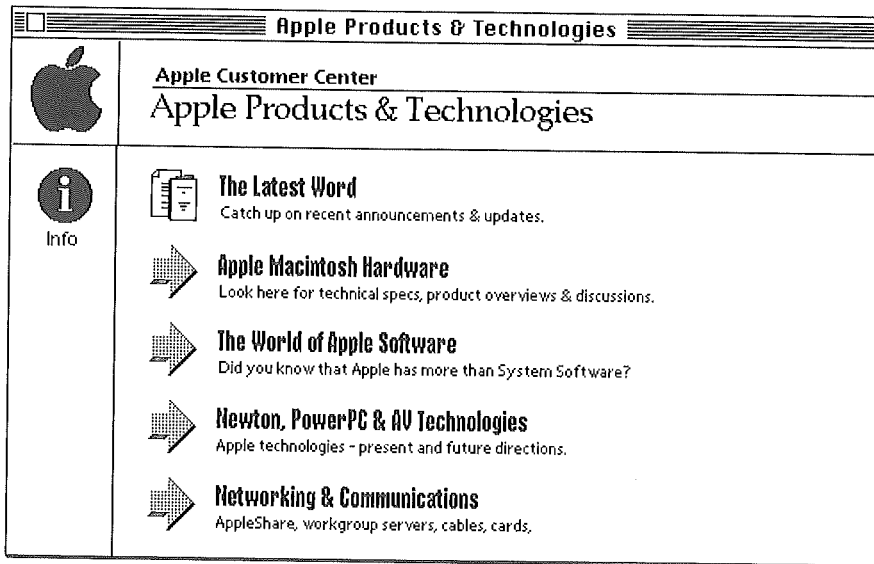 Apple Products & Technologies
Apple Customer Center
Apple Products & Technologies
Info
The Latest Word
Catch up on recent announcements & updates.
Apple Macintosh Hardware
Look here for technical specs, product overviews & discussions.
The World of Apple Software
Did you know that Apple has more than System Software?
Newton, PowerPC & AV Technologies
Apple technologies - present and future directions.
Networking & Communications
AppleShare, workgroup servers, cables, cards,